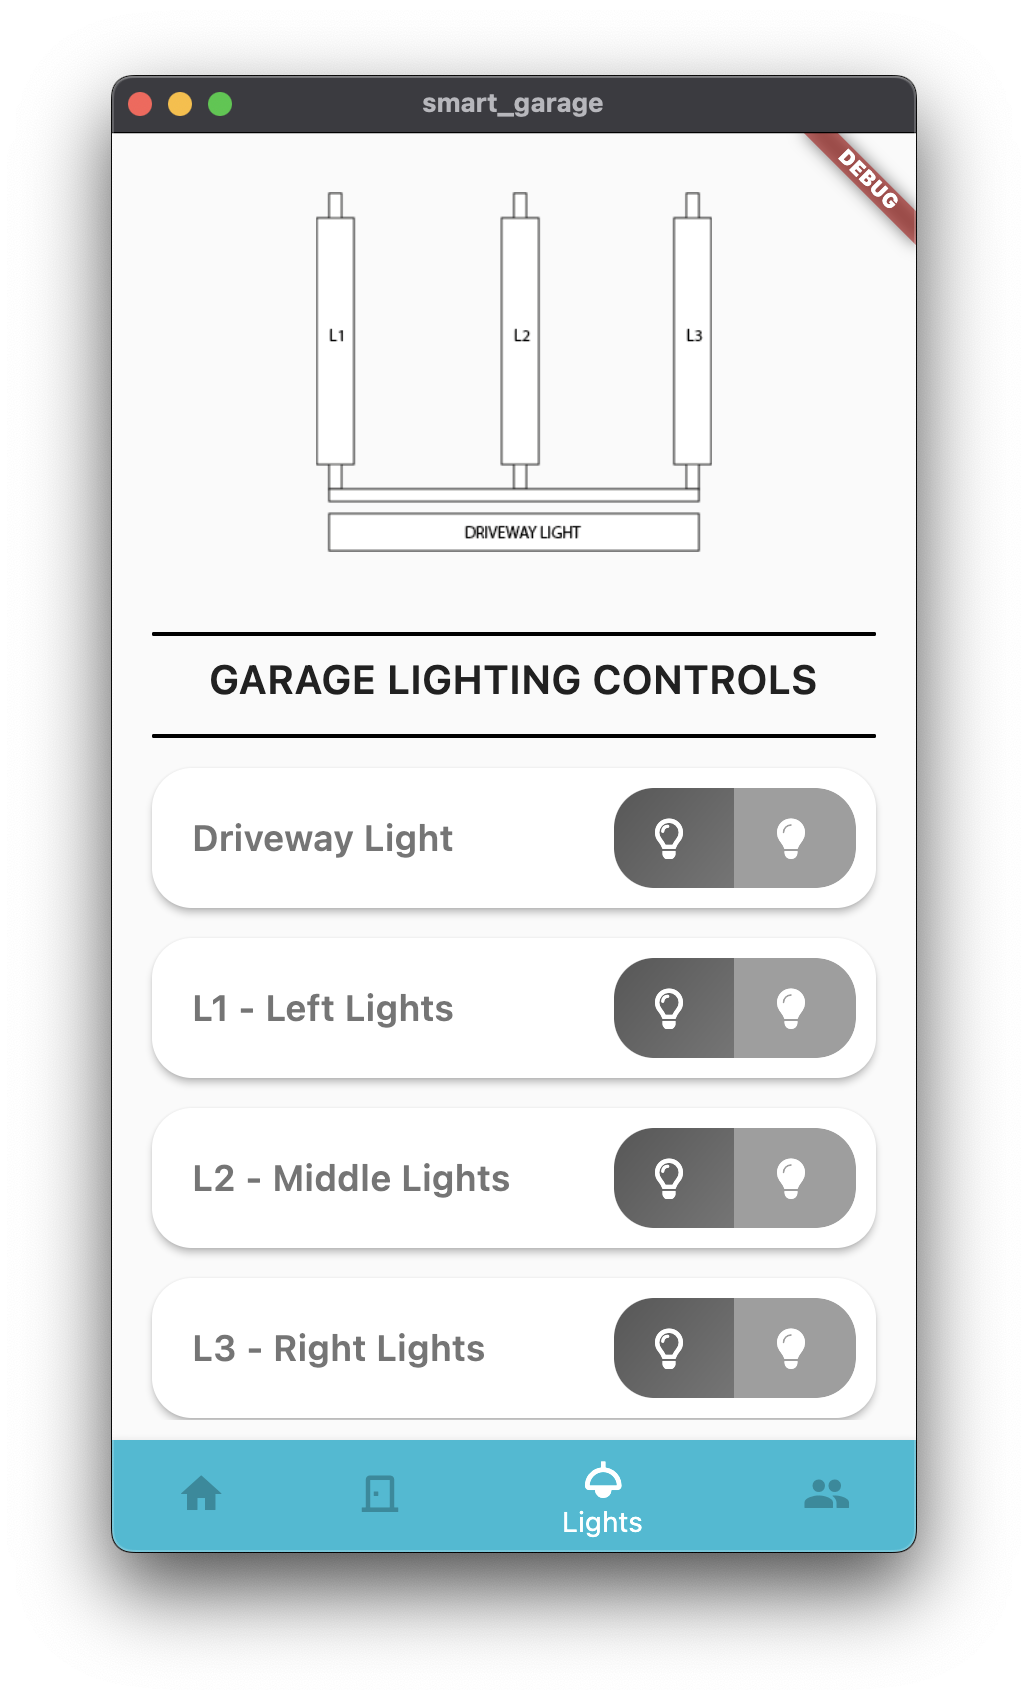 smart_garage
DEBUG
L1
L2
L3
DRIVEWAY LIGHT
GARAGE LIGHTING CONTROLS
Driveway Light
L1 - Left Lights
L2 - Middle Lights
L3 - Right Lights
Lights